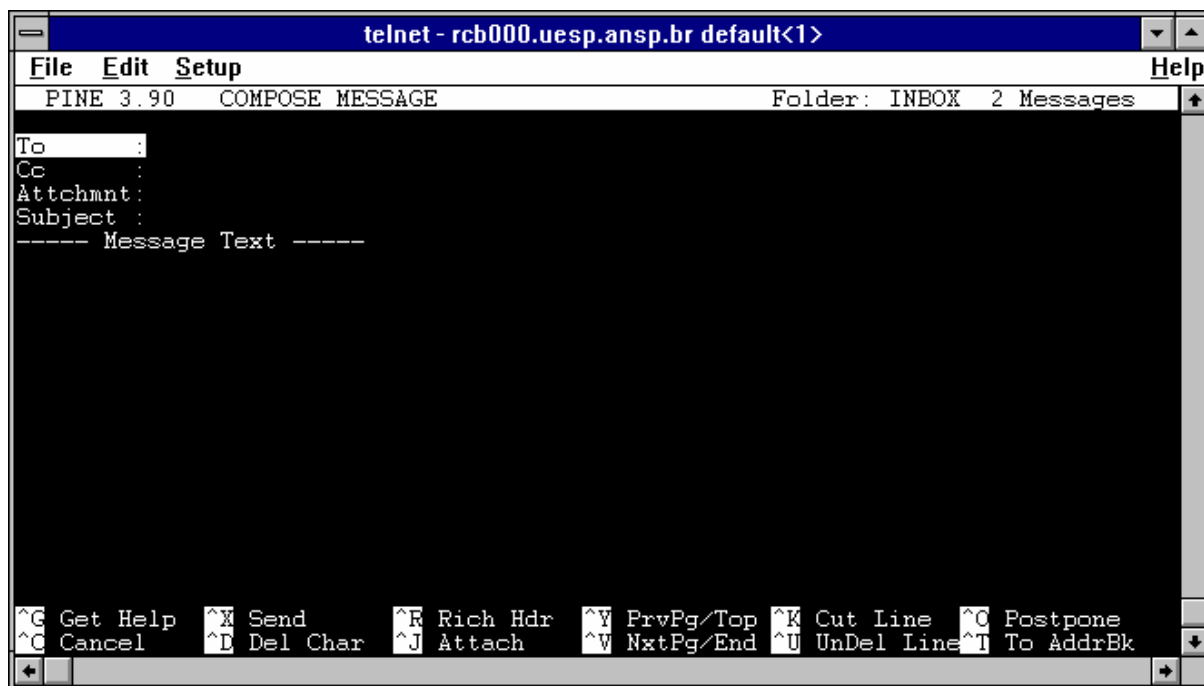 telnet - rcb000.uesp.ansp.br default<1>
File Edit Setup Help
PINE 3.90 COMPOSE MESSAGE Folder: INBOX 2 Messages
To :
Cc :
Attchmnt:
Subject :
----- Message Text -----
^G Get Help ^X Send ^R Rich Hdr ^Y PrvPg/Top ^K Cut Line ^O Postpone
^C Cancel ^D Del Char ^J Attach ^V NxtPg/End ^U UnDel Line ^T To AddrBk